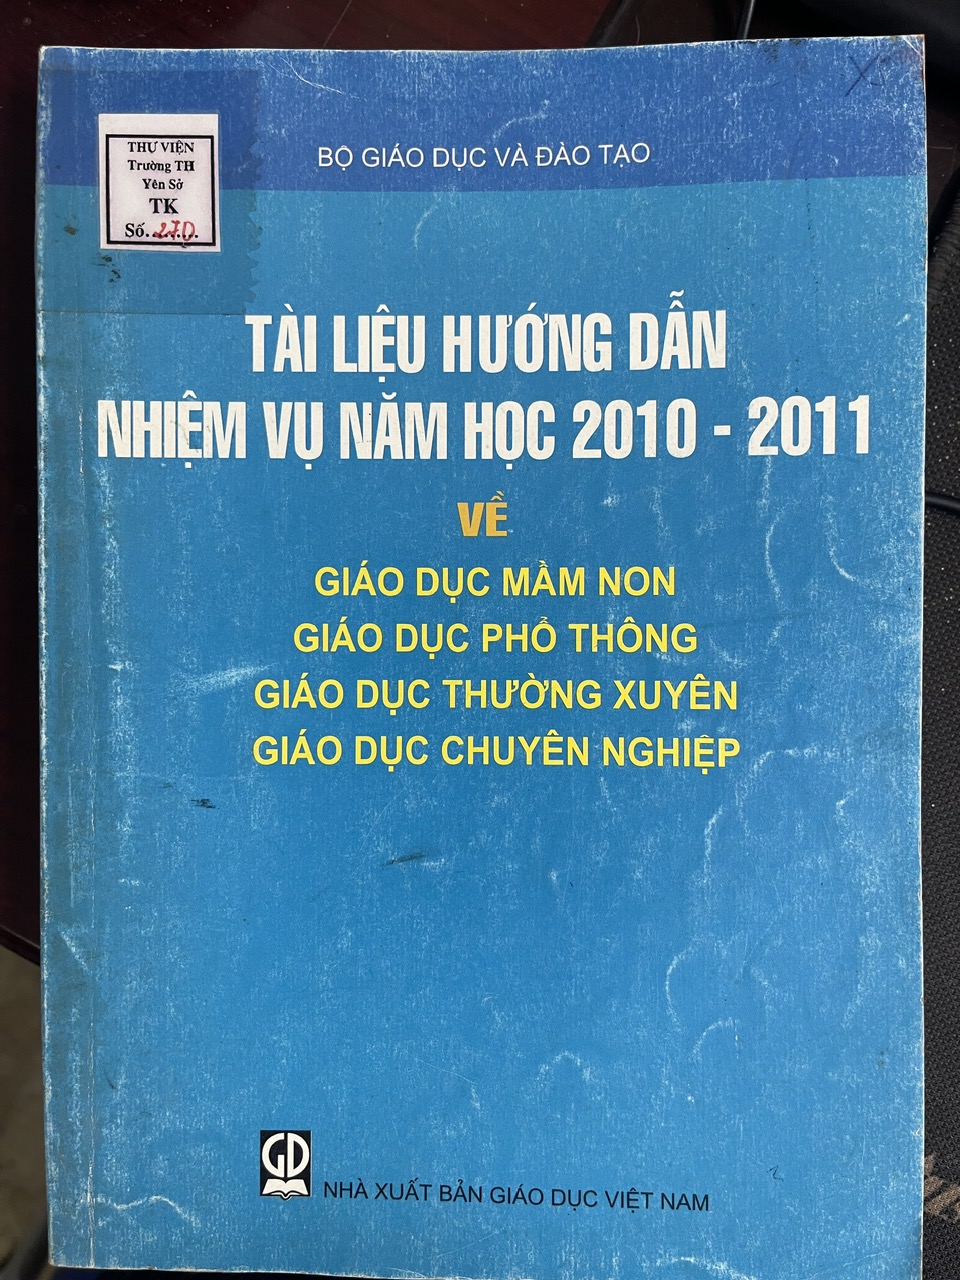 BỘ GIÁO DỤC VÀ ĐÀO TẠO
THƯ VIỆN
Trường TH
Yên Sở
TK
Số..270..
TÀI LIỆU HƯỚNG DẪN
NHIỆM VỤ NĂM HỌC 2010 - 2011
VỀ
GIÁO DỤC MẦM NON
GIÁO DỤC PHỔ THÔNG
GIÁO DỤC THƯỜNG XUYÊN
GIÁO DỤC CHUYÊN NGHIỆP
GD
NHÀ XUẤT BẢN GIÁO DỤC VIỆT NAM